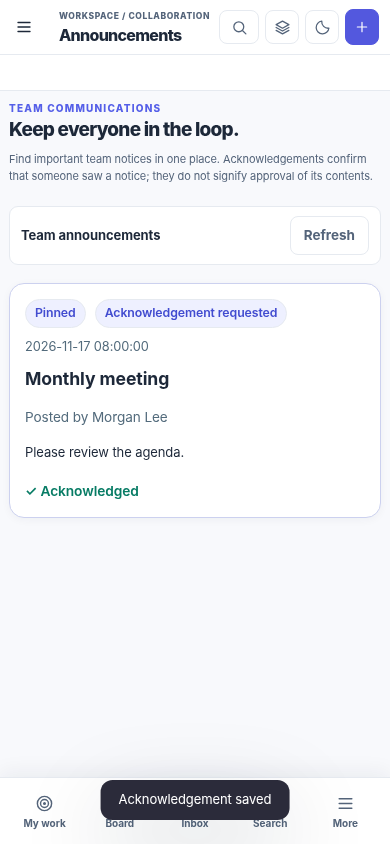 WORKSPACE / COLLABORATION
Announcements
TEAM COMMUNICATIONS
Keep everyone in the loop.
Find important team notices in one place. Acknowledgements confirm
that someone saw a notice; they do not signify approval of its contents.
Team announcements
Refresh
Pinned
Acknowledgement requested
2026-11-17 08:00:00
Monthly meeting
Posted by Morgan Lee
Please review the agenda.
✓ Acknowledged
Acknowledgement saved
My work
Board
Inbox
Search
More